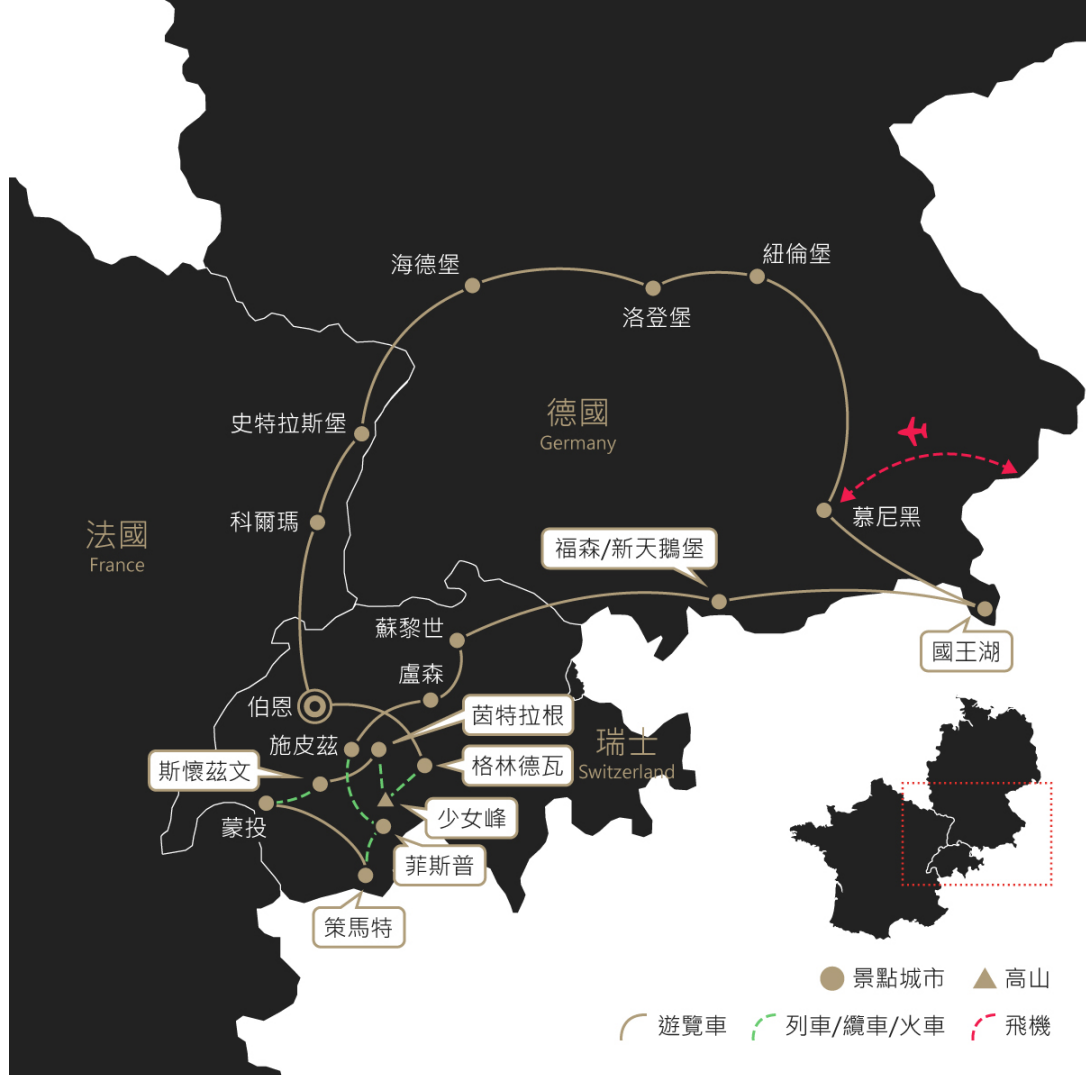 海德堡
紐倫堡
洛登堡
史特拉斯堡
德國
Germany
科爾瑪
慕尼黑
法國
France
福森/新天鵝堡
蘇黎世
國王湖
盧森
伯恩
茵特拉根
施皮茲
瑞士
Switzerland
斯懷茲文
格林德瓦
蒙投
少女峰
菲斯普
策馬特
景點城市
高山
遊覽車
列車/纜車/火車
飛機